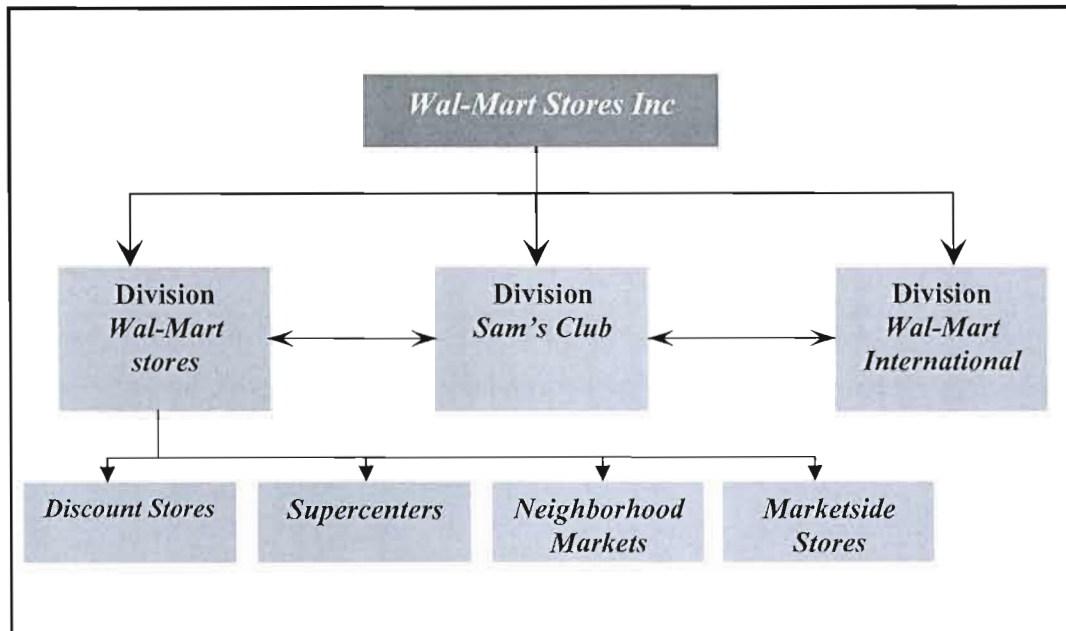 Wal-Mart Stores Inc
Division
Wal-Mart
stores
Division
Sam's Club
Division
Wal-Mart
International
Discount Stores
Supercenters
Neighborhood
Markets
Marketside
Stores